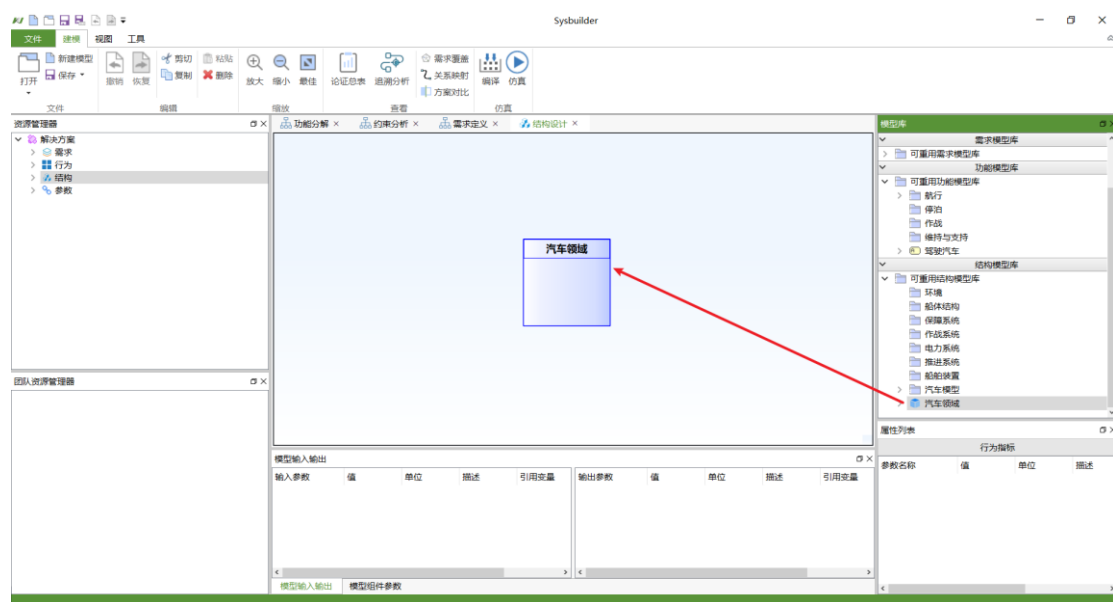 Sysbuilder
文件 建模 视图 工具
打开 新建模型 保存 撤销 恢复 剪切 复制 粘贴 删除 放大 缩小 最佳 论证总表 追溯分析 需求覆盖 关系映射 方案对比 编译 仿真
文件 编辑 缩放 查看 仿真
资源管理器
解决方案
需求
行为
结构
参数
团队资源管理器
功能分解 × 约束分析 × 需求定义 × 结构设计 ×
汽车领域
模型输入输出
输入参数 值 单位 描述 引用变量 输出参数 值 单位 描述 引用变量
模型输入输出 模型组件参数
模型库
需求模型库
可重用需求模型库
功能模型库
可重用功能模型库
航行
停泊
作战
维持与支持
驾驶汽车
结构模型库
可重用结构模型库
环境
船体结构
保障系统
作战系统
电力系统
推进系统
船舶装置
汽车模型
汽车领域
属性列表
行为指标
参数名称 值 单位 描述